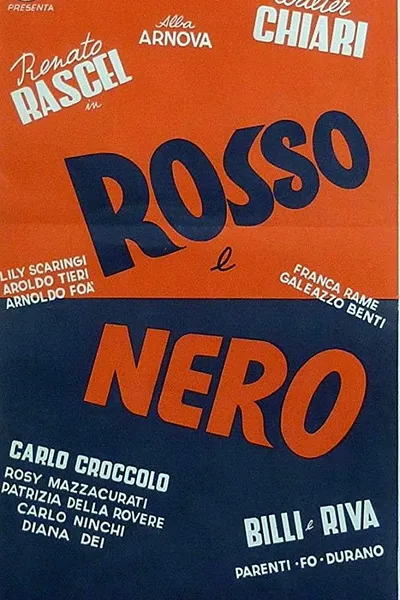 PRESENTA
Renato
RASCEL
in
Alba
ARNOVA
Walter
CHIARI
ROSSO
e
LILY SCARINGI
AROLDO TIERI
ARNOLDO FOÀ
FRANCA RAME
GALEAZZO BENTI
NERO
CARLO CROCCOLO
ROSY MAZZACURATI
PATRIZIA DELLA ROVERE
CARLO NINCHI
DIANA DEI
BILLI e RIVA
PARENTI - FO - DURANO